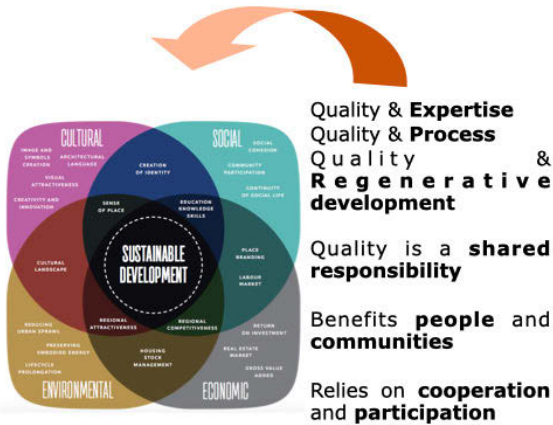 CULTURAL
SOCIAL
IMAGE AND
SYMBOLS
CREATION
ARCHITECTURAL
LANGUAGE
VISUAL
ATTRACTIVENESS
CREATIVITY AND
INNOVATION
CREATION
OF IDENTITY
SOCIAL
COHESION
COMMUNITY
PARTICIPATION
CONTINUITY
OF SOCIAL LIFE
SENSE
OF PLACE
EDUCATION
KNOWLEDGE
SKILLS
SUSTAINABLE
DEVELOPMENT
CULTURAL
LANDSCAPE
PLACE
BRANDING
LABOUR
MARKET
REGIONAL
ATTRACTIVENESS
REGIONAL
COMPETITIVENESS
REDUCING
URBAN SPRAWL
PRESERVING
EMBODIED ENERGY
LIFECYCLE
PROLONGATION
HOUSING
STOCK
MANAGEMENT
RETURN
ON INVESTMENT
REAL ESTATE
MARKET
GROSS VALUE
ADDED
ENVIRONMENTAL
ECONOMIC
Quality & Expertise
Quality & Process
Quality &
Regenerative
development
Quality is a shared
responsibility
Benefits people and
communities
Relies on cooperation
and participation